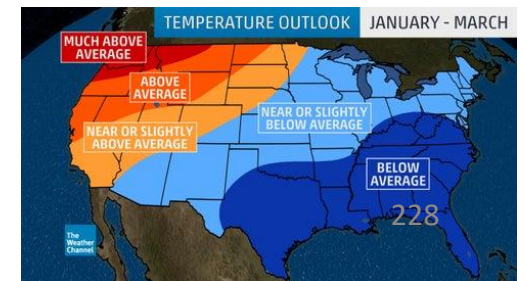 TEMPERATURE OUTLOOK JANUARY - MARCH
MUCH ABOVE
AVERAGE
ABOVE
AVERAGE
NEAR OR SLIGHTLY
ABOVE AVERAGE
NEAR OR SLIGHTLY
BELOW AVERAGE
BELOW
AVERAGE
228
The
Weather
Channel